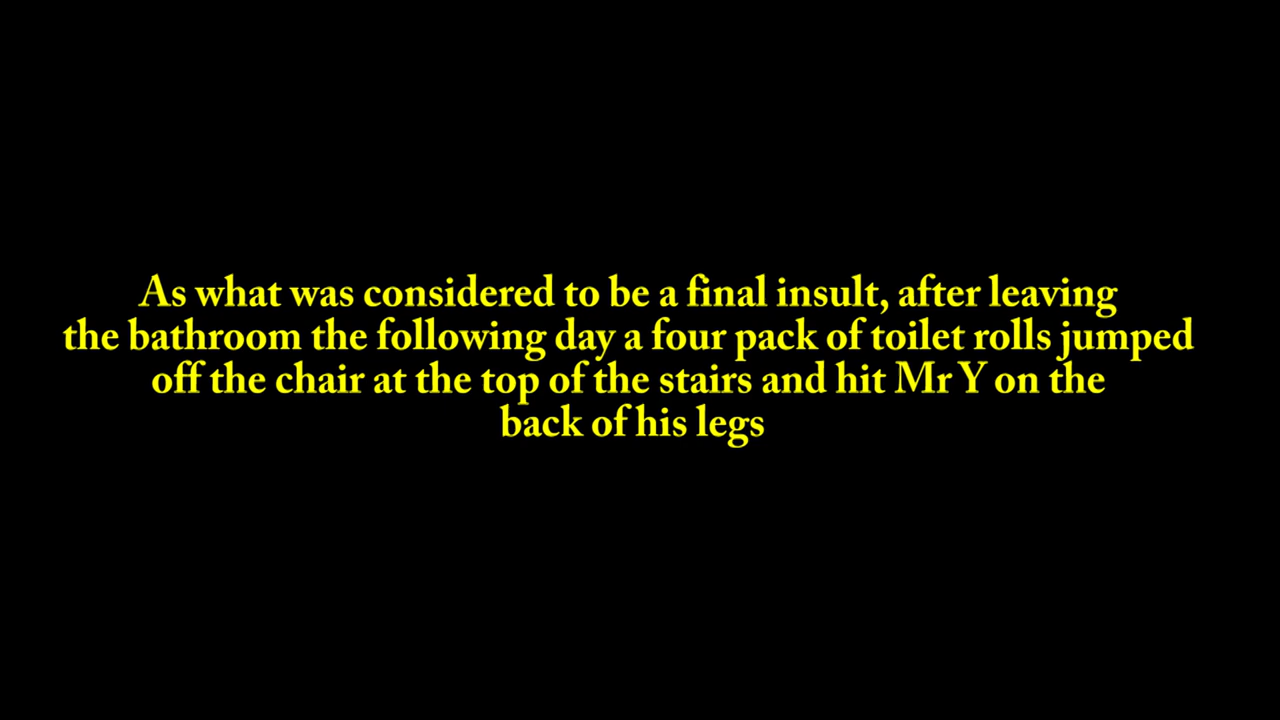 As what was considered to be a final insult, after leaving
the bathroom the following day a four pack of toilet rolls jumped
off the chair at the top of the stairs and hit Mr Y on the
back of his legs